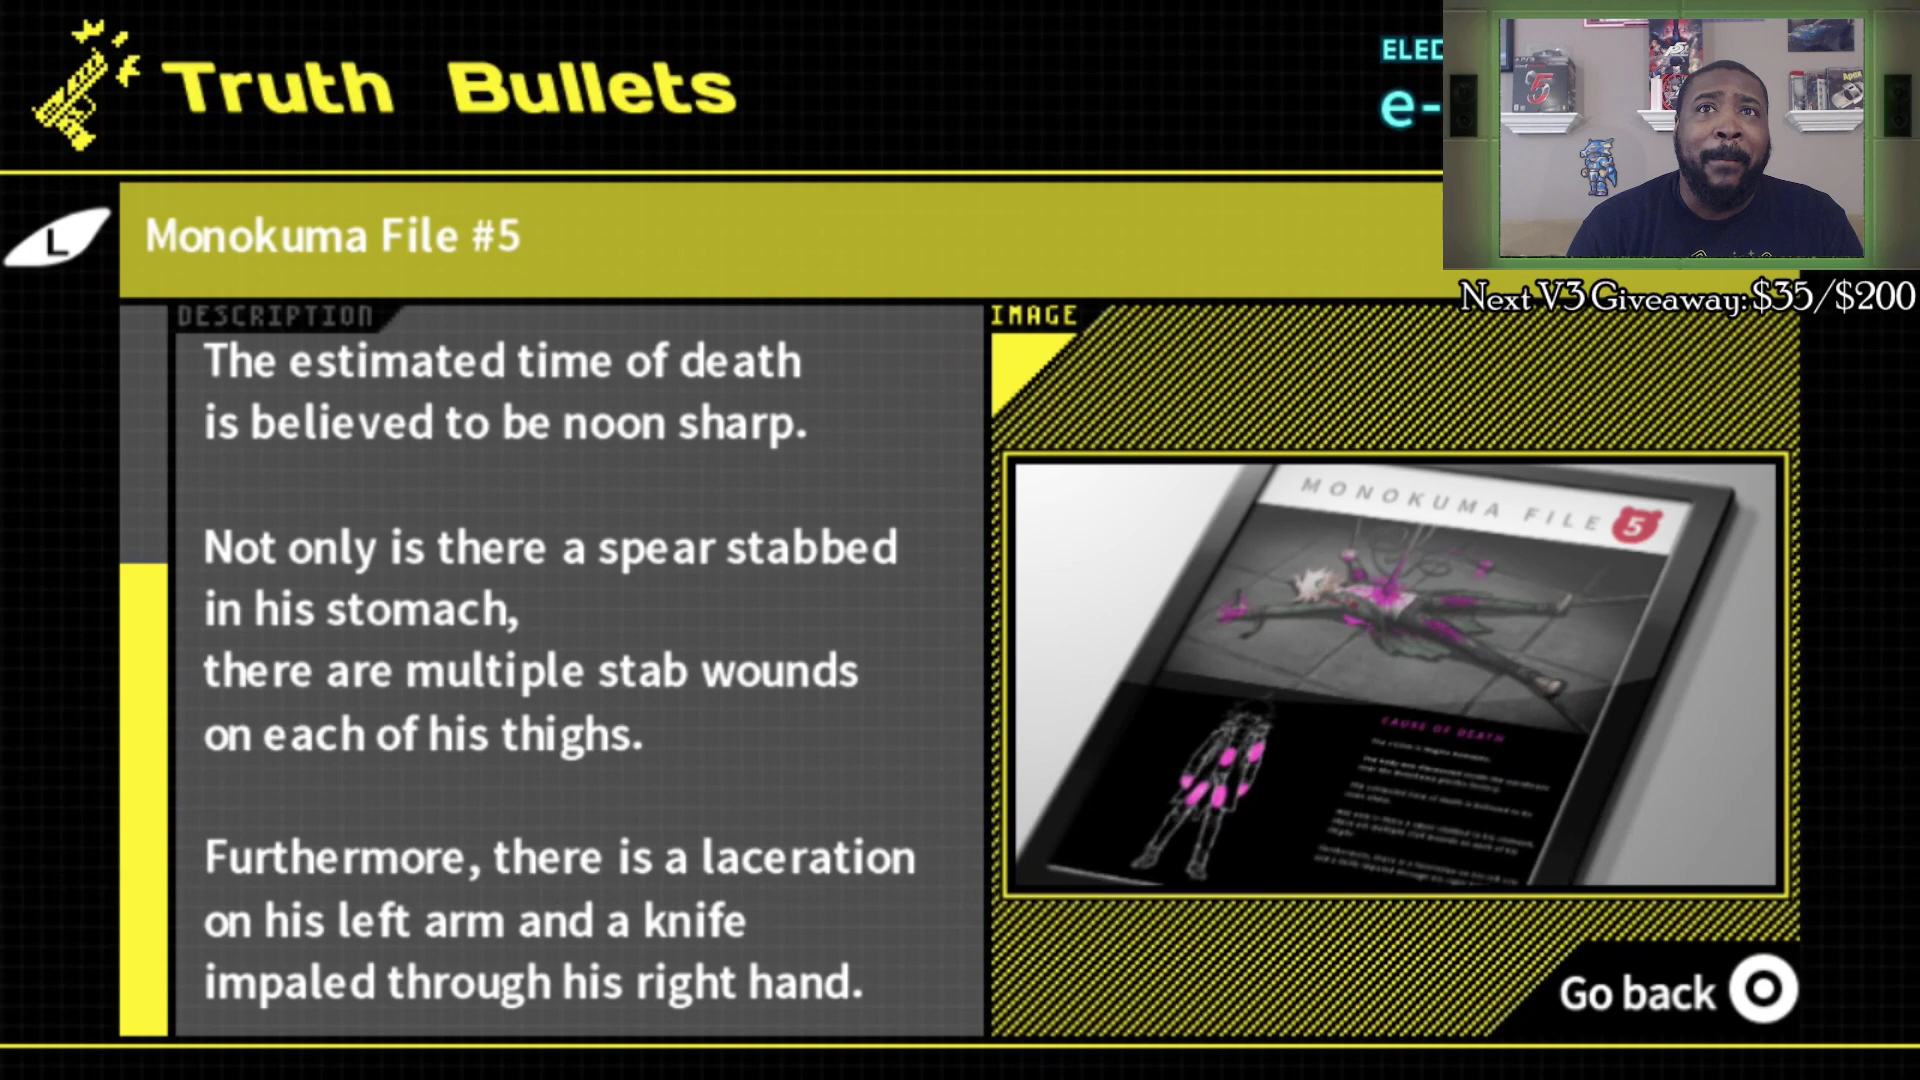 Truth Bullets
ELEC
e-
L
Monokuma File #5
Next V3 Giveaway: $35/$200
DESCRIPTION
IMAGE
The estimated time of death
is believed to be noon sharp.
Not only is there a spear stabbed
in his stomach,
there are multiple stab wounds
on each of his thighs.
Furthermore, there is a laceration
on his left arm and a knife
impaled through his right hand.
MONOKUMA FILE 5
CAUSE OF DEATH
Go back